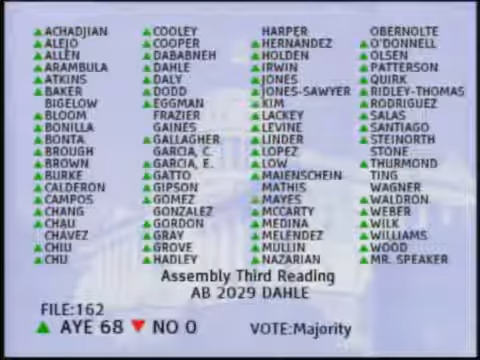 ACHADJIAN COOLEY HARPER OBERNOLTE
ALEJO COOPER HERNANDEZ O'DONNELL
ALLEN DABABNEH HOLDEN OLSEN
ARAMBULA DAHLE IRWIN PATTERSON
ATKINS DALY JONES QUIRK
BAKER DODD JONES-SAWYER RIDLEY-THOMAS
BIGELOW EGGMAN KIM RODRIGUEZ
BLOOM FRAZIER LACKEY SALAS
BONILLA GAINES LEVINE SANTIAGO
BONTA GALLAGHER LINDER STEINORTH
BROUGH GARCIA, C. LOPEZ STONE
BROWN GARCIA, E. LOW THURMOND
BURKE GATTO MAIENSCHEIN TING
CALDERON GIPSON MATHIS WAGNER
CAMPOS GOMEZ MAYES WALDRON
CHANG GONZALEZ MCCARTY WEBER
CHAU GORDON MEDINA WILK
CHÁVEZ GRAY MELENDEZ WILLIAMS
CHIU GROVE MULLIN WOOD
CHU HADLEY NAZARIAN MR. SPEAKER
Assembly Third Reading
AB 2029 DAHLE
FILE:162
AYE 68 NO 0 VOTE:Majority